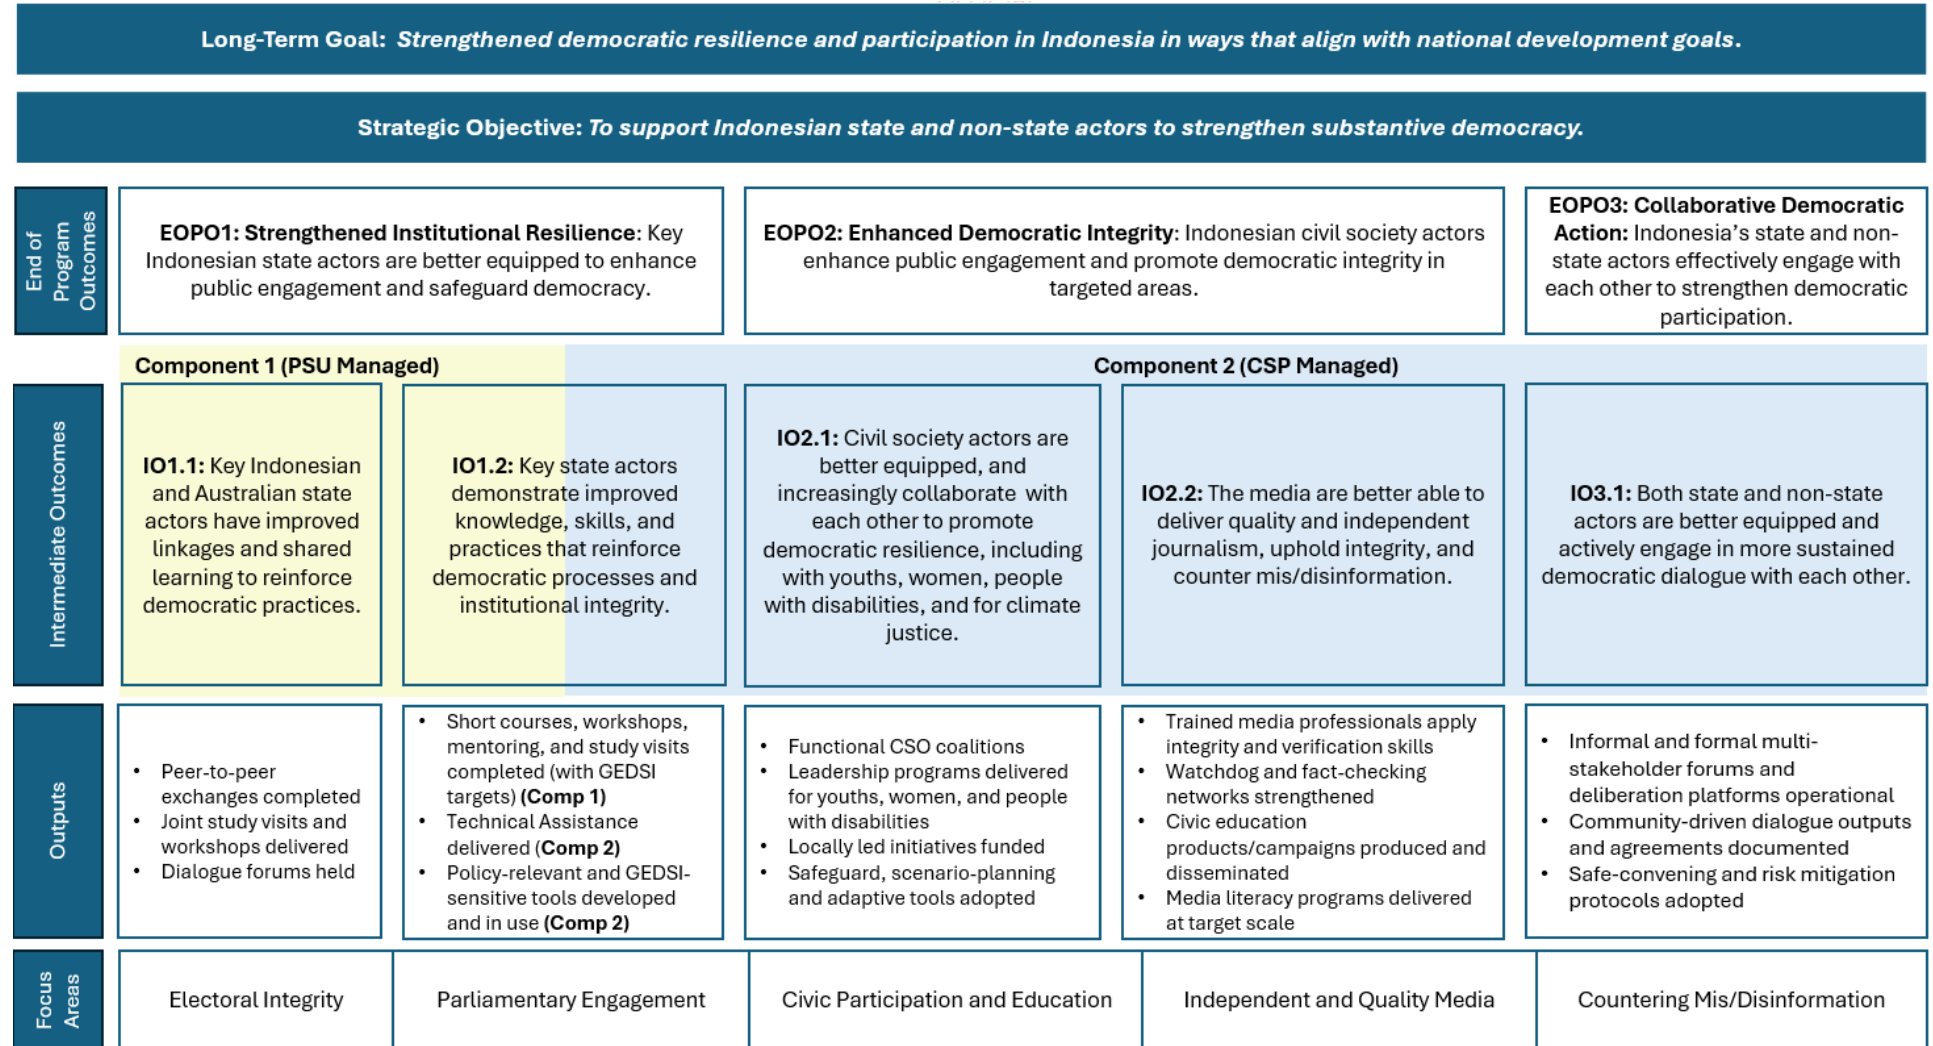 Long-Term Goal: Strengthened democratic resilience and participation in Indonesia in ways that align with national development goals.
Strategic Objective: To support Indonesian state and non-state actors to strengthen substantive democracy.
End of
Program
Outcomes
EOPO1: Strengthened Institutional Resilience: Key
Indonesian state actors are better equipped to enhance
public engagement and safeguard democracy.
EOPO2: Enhanced Democratic Integrity: Indonesian civil society actors
enhance public engagement and promote democratic integrity in
targeted areas.
EOPO3: Collaborative Democratic
Action: Indonesia's state and non-
state actors effectively engage with
each other to strengthen democratic
participation.
Component 1 (PSU Managed)
Component 2 (CSP Managed)
Intermediate Outcomes
IO1.1: Key Indonesian
and Australian state
actors have improved
linkages and shared
learning to reinforce
democratic practices.
IO1.2: Key state actors
demonstrate improved
knowledge, skills, and
practices that reinforce
democratic processes and
institutional integrity.
IO2.1: Civil society actors are
better equipped, and
increasingly collaborate with
each other to promote
democratic resilience, including
with youths, women, people
with disabilities, and for climate
justice.
IO2.2: The media are better able to
deliver quality and independent
journalism, uphold integrity, and
counter mis/disinformation.
IO3.1: Both state and non-state
actors are better equipped and
actively engage in more sustained
democratic dialogue with each other.
Outputs
• Peer-to-peer
exchanges completed
• Joint study visits and
workshops delivered
• Dialogue forums held
• Short courses, workshops,
mentoring, and study visits
completed (with GEDSI
targets) (Comp 1)
• Technical Assistance
delivered (Comp 2)
• Policy-relevant and GEDSI-
sensitive tools developed
and in use (Comp 2)
• Functional CSO coalitions
• Leadership programs delivered
for youths, women, and people
with disabilities
• Locally led initiatives funded
• Safeguard, scenario-planning
and adaptive tools adopted
• Trained media professionals apply
integrity and verification skills
• Watchdog and fact-checking
networks strengthened
• Civic education
products/campaigns produced and
disseminated
• Media literacy programs delivered
at target scale
• Informal and formal multi-
stakeholder forums and
deliberation platforms operational
• Community-driven dialogue outputs
and agreements documented
• Safe-convening and risk mitigation
protocols adopted
Focus
Areas
Electoral Integrity
Parliamentary Engagement
Civic Participation and Education
Independent and Quality Media
Countering Mis/Disinformation